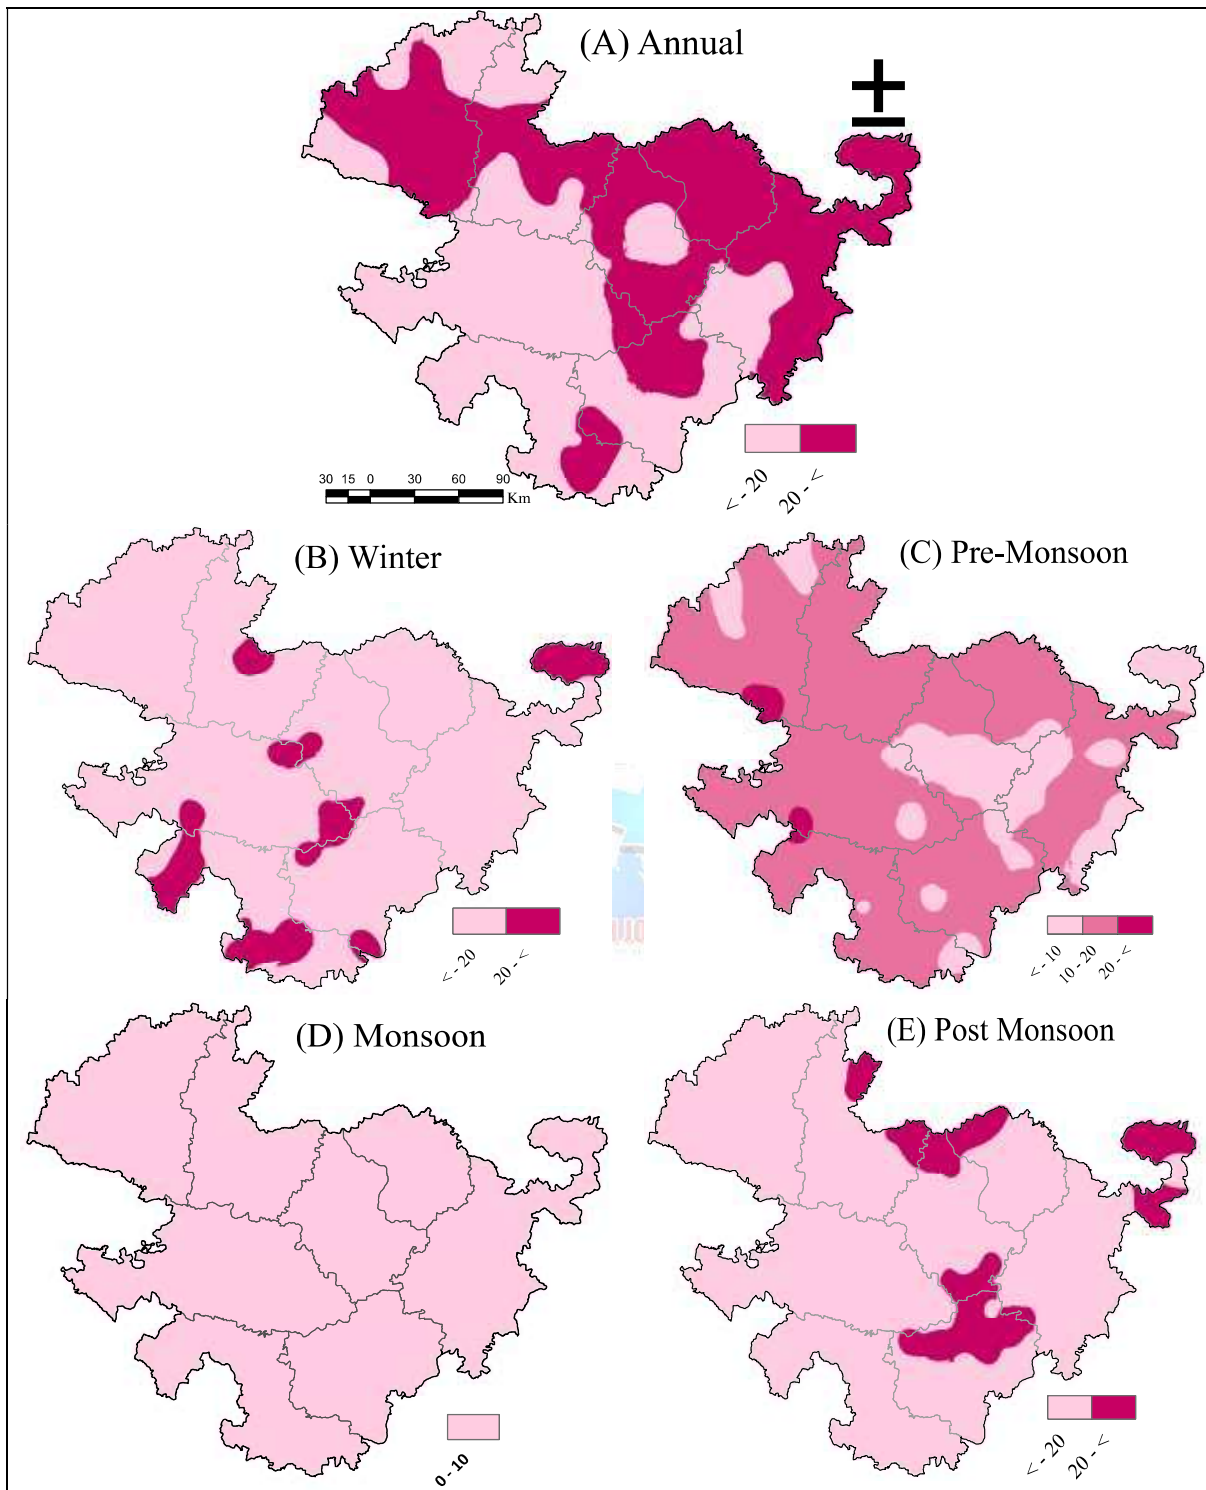 (A) Annual
< - 20
20 - <
30 15 0 30 60 90
Km
(B) Winter
< - 20
20 - <
(C) Pre-Monsoon
< - 10
10 - 20
20 - <
(D) Monsoon
0 - 10
(E) Post Monsoon
< - 20
20 - <